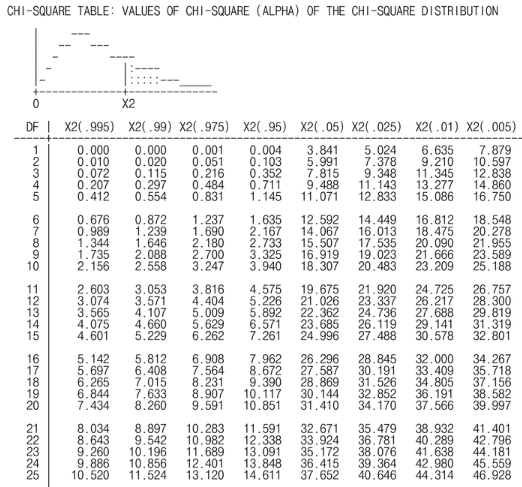 CHI-SQUARE TABLE: VALUES OF CHI-SQUARE (ALPHA) OF THE CHI-SQUARE DISTRIBUTION
0 X2
DF | X2(.995) X2(.99) X2(.975) X2(.95) X2(.05) X2(.025) X2(.01) X2(.005)
1 0.000 0.000 0.001 0.004 3.841 5.024 6.635 7.879
2 0.010 0.020 0.051 0.103 5.991 7.378 9.210 10.597
3 0.072 0.115 0.216 0.352 7.815 9.348 11.345 12.838
4 0.207 0.297 0.484 0.711 9.488 11.143 13.277 14.860
5 0.412 0.554 0.831 1.145 11.071 12.833 15.086 16.750
6 0.676 0.872 1.237 1.635 12.592 14.449 16.812 18.548
7 0.989 1.239 1.690 2.167 14.067 16.013 18.475 20.278
8 1.344 1.646 2.180 2.733 15.507 17.535 20.090 21.955
9 1.735 2.088 2.700 3.325 16.919 19.023 21.666 23.589
10 2.156 2.558 3.247 3.940 18.307 20.483 23.209 25.188
11 2.603 3.053 3.816 4.575 19.675 21.920 24.725 26.757
12 3.074 3.571 4.404 5.226 21.026 23.337 26.217 28.300
13 3.565 4.107 5.009 5.892 22.362 24.736 27.688 29.819
14 4.075 4.660 5.629 6.571 23.685 26.119 29.141 31.319
15 4.601 5.229 6.262 7.261 24.996 27.488 30.578 32.801
16 5.142 5.812 6.908 7.962 26.296 28.845 32.000 34.267
17 5.697 6.408 7.564 8.672 27.587 30.191 33.409 35.718
18 6.265 7.015 8.231 9.390 28.869 31.526 34.805 37.156
19 6.844 7.633 8.907 10.117 30.144 32.852 36.191 38.582
20 7.434 8.260 9.591 10.851 31.410 34.170 37.566 39.997
21 8.034 8.897 10.283 11.591 32.671 35.479 38.932 41.401
22 8.643 9.542 10.982 12.338 33.924 36.781 40.289 42.796
23 9.260 10.196 11.689 13.091 35.172 38.076 41.638 44.181
24 9.886 10.856 12.401 13.848 36.415 39.364 42.980 45.559
25 10.520 11.524 13.120 14.611 37.652 40.646 44.314 46.928